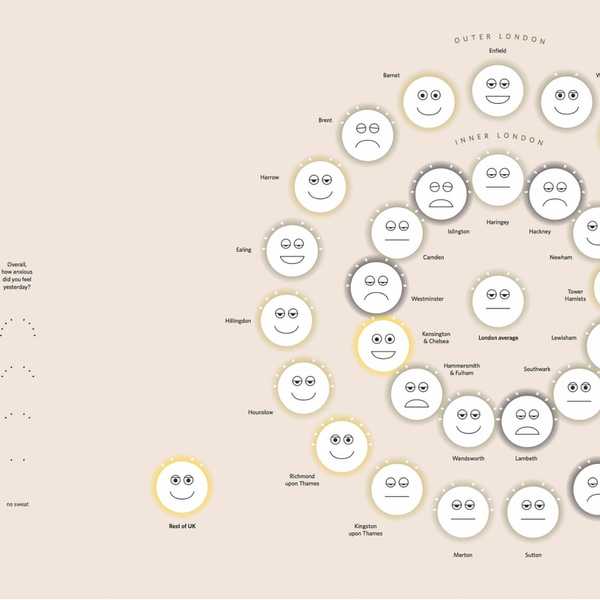 OUTER LONDON
Enfield
Barnet
W
Brent
INNER LONDON
Harrow
Islington
Haringey
Hackney
Ealing
Camden
Newham
Overall,
how anxious
did you feel
yesterday?
Westminster
Tower
Hamlets
Hillingdon
Kensington
& Chelsea
London average
Lewisham
Hammersmith
& Fulham
Southwark
Hounslow
Wandsworth
Lambeth
Richmond
upon Thames
no sweat
Rest of UK
Kingston
upon Thames
Merton
Sutton